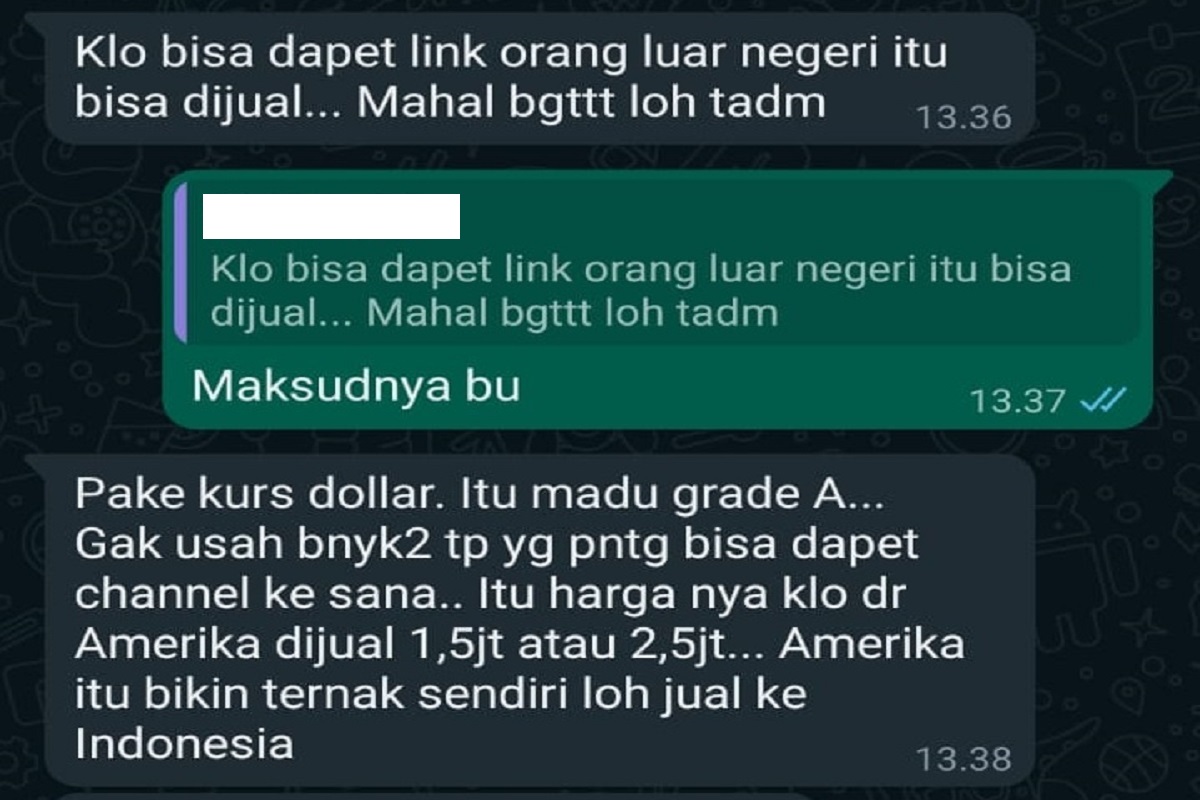 Klo bisa dapet link orang luar negeri itu
bisa dijual... Mahal bgttt loh tadm
13.36
Klo bisa dapet link orang luar negeri itu bisa
dijual... Mahal bgttt loh tadm
Maksudnya bu
13.37
Pake kurs dollar. Itu madu grade A...
Gak usah bnyk2 tp yg pntg bisa dapet
channel ke sana.. Itu harga nya klo dr
Amerika dijual 1,5jt atau 2,5jt... Amerika
itu bikin ternak sendiri loh jual ke
Indonesia
13.38